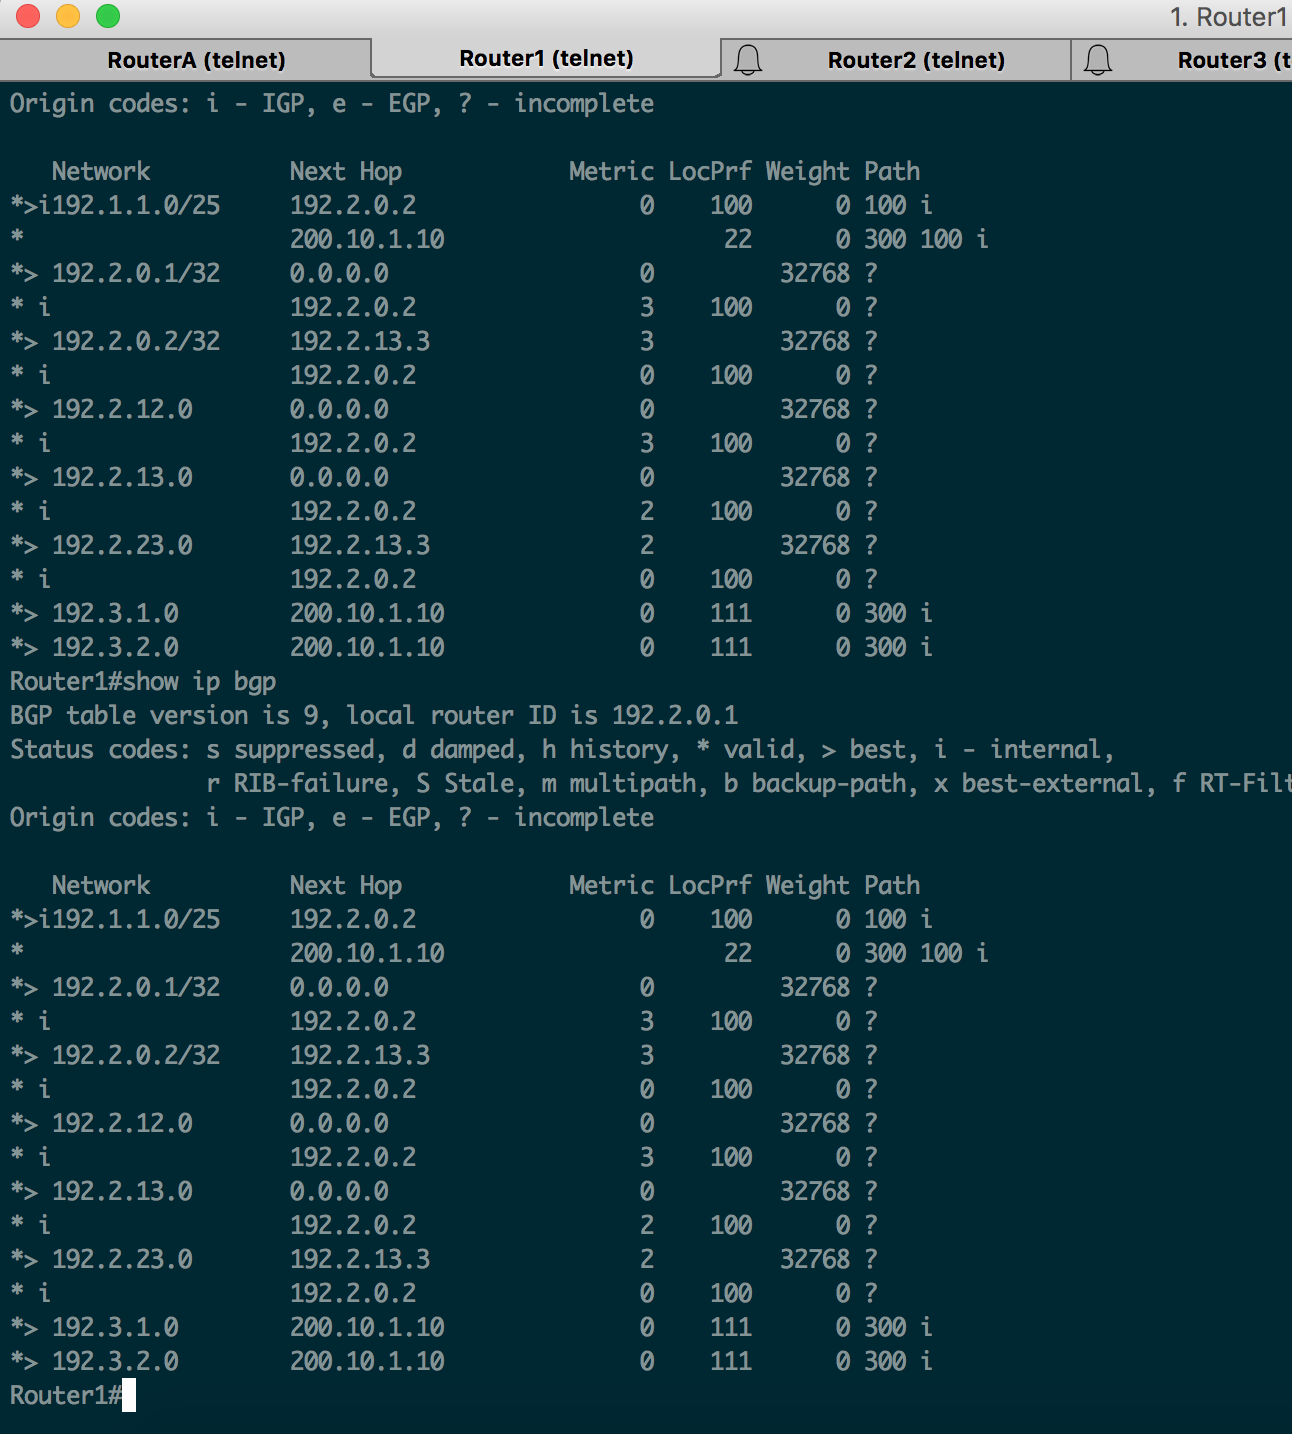 1. Router1
RouterA (telnet) Router1 (telnet) Router2 (telnet) Router3 (t
Origin codes: i - IGP, e - EGP, ? - incomplete
   Network          Next Hop            Metric LocPrf Weight Path
*>i192.1.1.0/25     192.2.0.2                0    100      0 100 i
*                   200.10.1.10                    22      0 300 100 i
*> 192.2.0.1/32     0.0.0.0                  0         32768 ?
* i                 192.2.0.2                3    100      0 ?
*> 192.2.0.2/32     192.2.13.3               3         32768 ?
* i                 192.2.0.2                0    100      0 ?
*> 192.2.12.0       0.0.0.0                  0         32768 ?
* i                 192.2.0.2                3    100      0 ?
*> 192.2.13.0       0.0.0.0                  0         32768 ?
* i                 192.2.0.2                2    100      0 ?
*> 192.2.23.0       192.2.13.3               2         32768 ?
* i                 192.2.0.2                0    100      0 ?
*> 192.3.1.0        200.10.1.10              0    111      0 300 i
*> 192.3.2.0        200.10.1.10              0    111      0 300 i
Router1#show ip bgp
BGP table version is 9, local router ID is 192.2.0.1
Status codes: s suppressed, d damped, h history, * valid, > best, i - internal,
              r RIB-failure, S Stale, m multipath, b backup-path, x best-external, f RT-Filt
Origin codes: i - IGP, e - EGP, ? - incomplete
   Network          Next Hop            Metric LocPrf Weight Path
*>i192.1.1.0/25     192.2.0.2                0    100      0 100 i
*                   200.10.1.10                    22      0 300 100 i
*> 192.2.0.1/32     0.0.0.0                  0         32768 ?
* i                 192.2.0.2                3    100      0 ?
*> 192.2.0.2/32     192.2.13.3               3         32768 ?
* i                 192.2.0.2                0    100      0 ?
*> 192.2.12.0       0.0.0.0                  0         32768 ?
* i                 192.2.0.2                3    100      0 ?
*> 192.2.13.0       0.0.0.0                  0         32768 ?
* i                 192.2.0.2                2    100      0 ?
*> 192.2.23.0       192.2.13.3               2         32768 ?
* i                 192.2.0.2                0    100      0 ?
*> 192.3.1.0        200.10.1.10              0    111      0 300 i
*> 192.3.2.0        200.10.1.10              0    111      0 300 i
Router1#